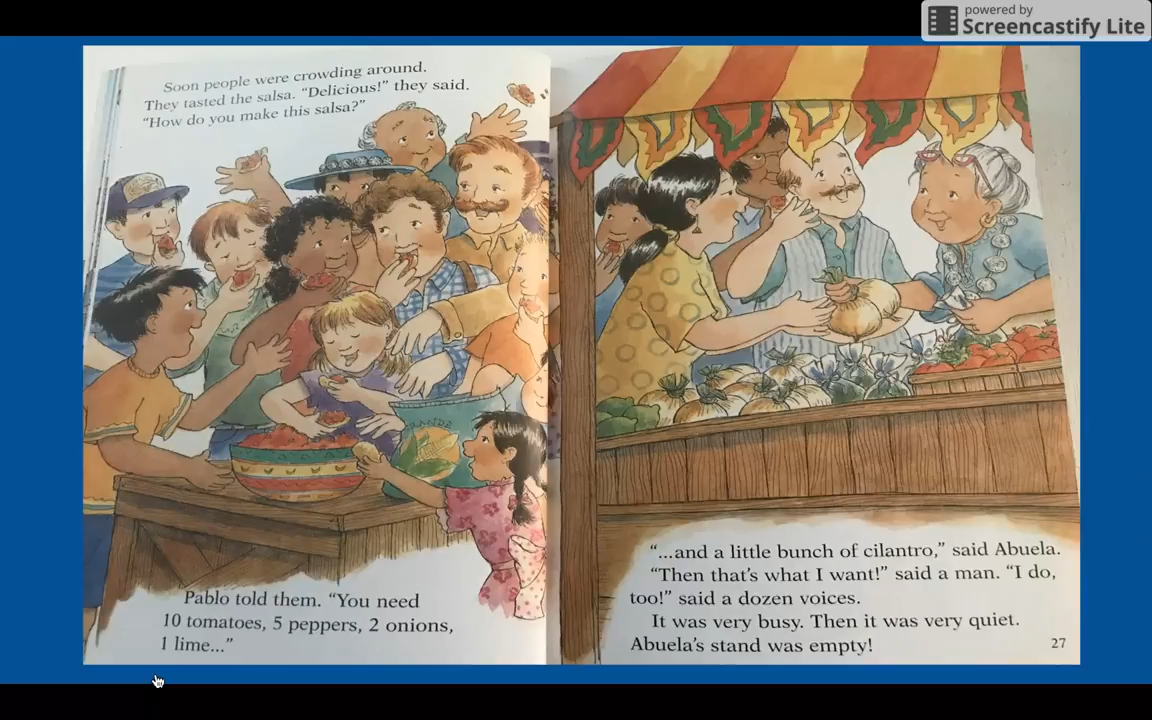 powered by
Screencastify Lite
Soon people were crowding around.
They tasted the salsa. "Delicious!" they said.
"How do you make this salsa?"
GRANDE
Pablo told them. "You need
10 tomatoes, 5 peppers, 2 onions,
1 lime..."
"...and a little bunch of cilantro," said Abuela.
"Then that's what I want!" said a man. "I do,
too!" said a dozen voices.
It was very busy. Then it was very quiet.
Abuela's stand was empty!
27